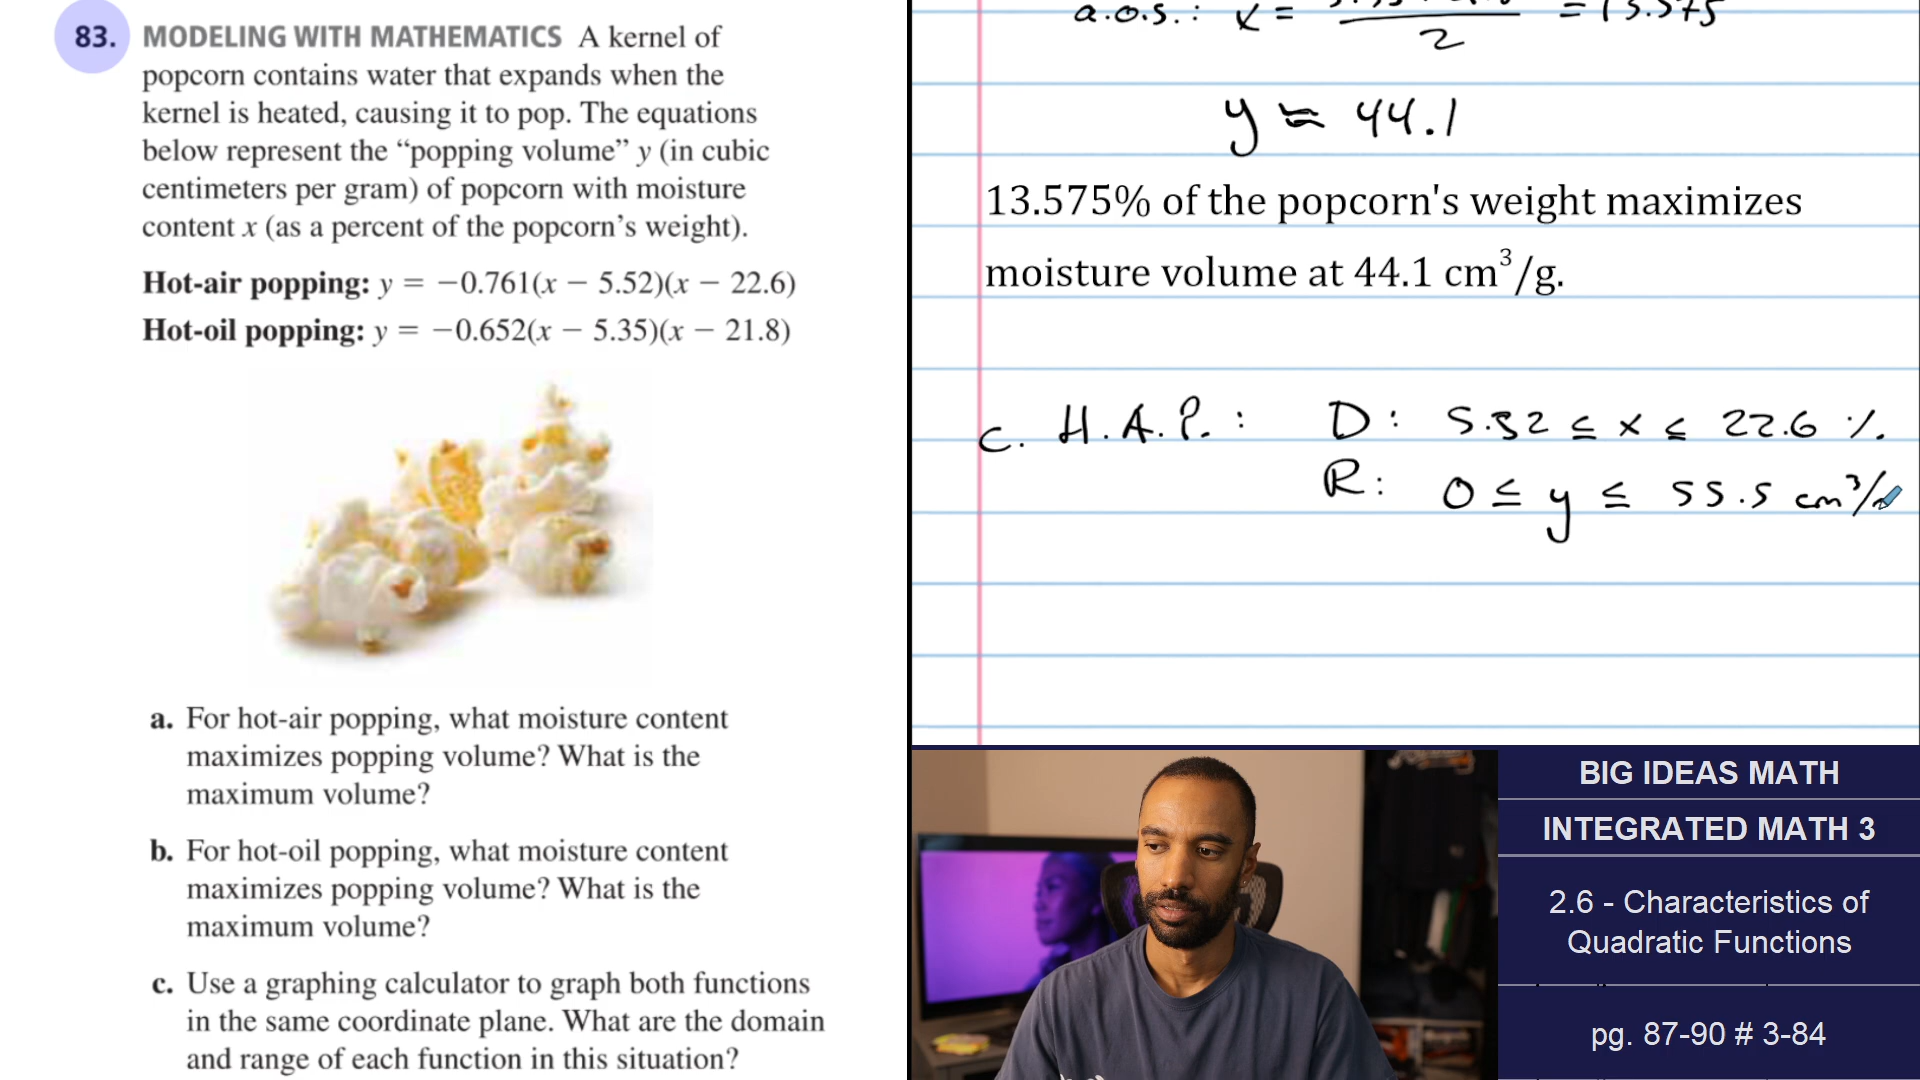 83. MODELING WITH MATHEMATICS A kernel of
popcorn contains water that expands when the
kernel is heated, causing it to pop. The equations
below represent the “popping volume” y (in cubic
centimeters per gram) of popcorn with moisture
content x (as a percent of the popcorn’s weight).
Hot-air popping: y = −0.761(x − 5.52)(x − 22.6)
Hot-oil popping: y = −0.652(x − 5.35)(x − 21.8)
a. For hot-air popping, what moisture content
maximizes popping volume? What is the
maximum volume?
b. For hot-oil popping, what moisture content
maximizes popping volume? What is the
maximum volume?
c. Use a graphing calculator to graph both functions
in the same coordinate plane. What are the domain
and range of each function in this situation?
a.o.s.: x = 2 = 13.575
y ≈ 44.1
13.575% of the popcorn's weight maximizes
moisture volume at 44.1 cm³/g.
c. H.A.P.: D: 5.52 ≤ x ≤ 22.6 %
R: 0 ≤ y ≤ 55.5 cm³/
BIG IDEAS MATH
INTEGRATED MATH 3
2.6 - Characteristics of
Quadratic Functions
pg. 87-90 # 3-84